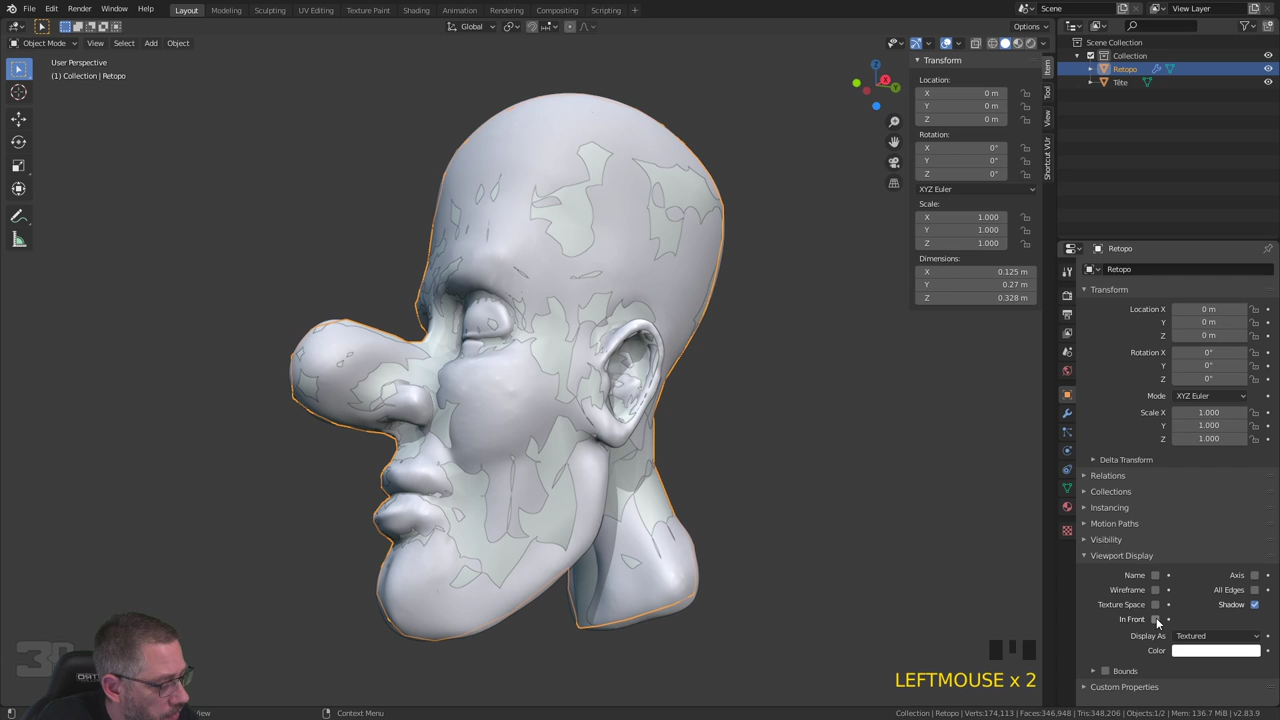 File Edit Render Window Help Layout Modeling Sculpting UV Editing Texture Paint Shading Animation Rendering Compositing Scripting + Scene View Layer
Global Options
Object Mode View Select Add Object
User Perspective
(1) Collection | Retopo
Transform
Location:
X 0 m
Y 0 m
Z 0 m
Rotation:
X 0°
Y 0°
Z 0°
XYZ Euler
Scale:
X 1.000
Y 1.000
Z 1.000
Dimensions:
X 0.125 m
Y 0.27 m
Z 0.328 m
Item
Tool
View
Shortcut VUr
Scene Collection
Collection
Retopo
Tête
Retopo
Retopo
Transform
Location X 0 m
Y 0 m
Z 0 m
Rotation X 0°
Y 0°
Z 0°
Mode XYZ Euler
Scale X 1.000
Y 1.000
Z 1.000
Delta Transform
Relations
Collections
Instancing
Motion Paths
Visibility
Viewport Display
Name Axis
Wireframe All Edges
Texture Space Shadow
In Front
Display As Textured
Color
Bounds
Custom Properties
LEFTMOUSE x 2
View Context Menu Collection | Retopo | Verts:174,113 | Faces:346,948 | Tris:348,206 | Objects:1/2 | Mem: 136.7 MiB | v2.83.9